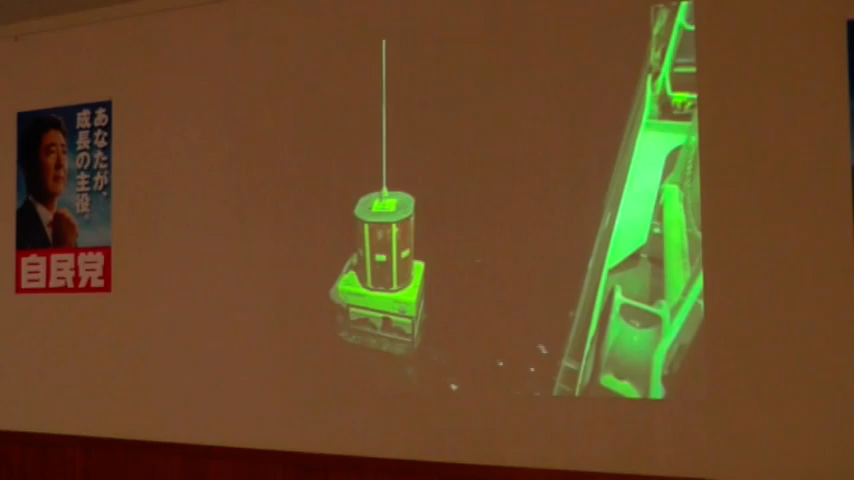 あなたが、
成長の主役。
自民党